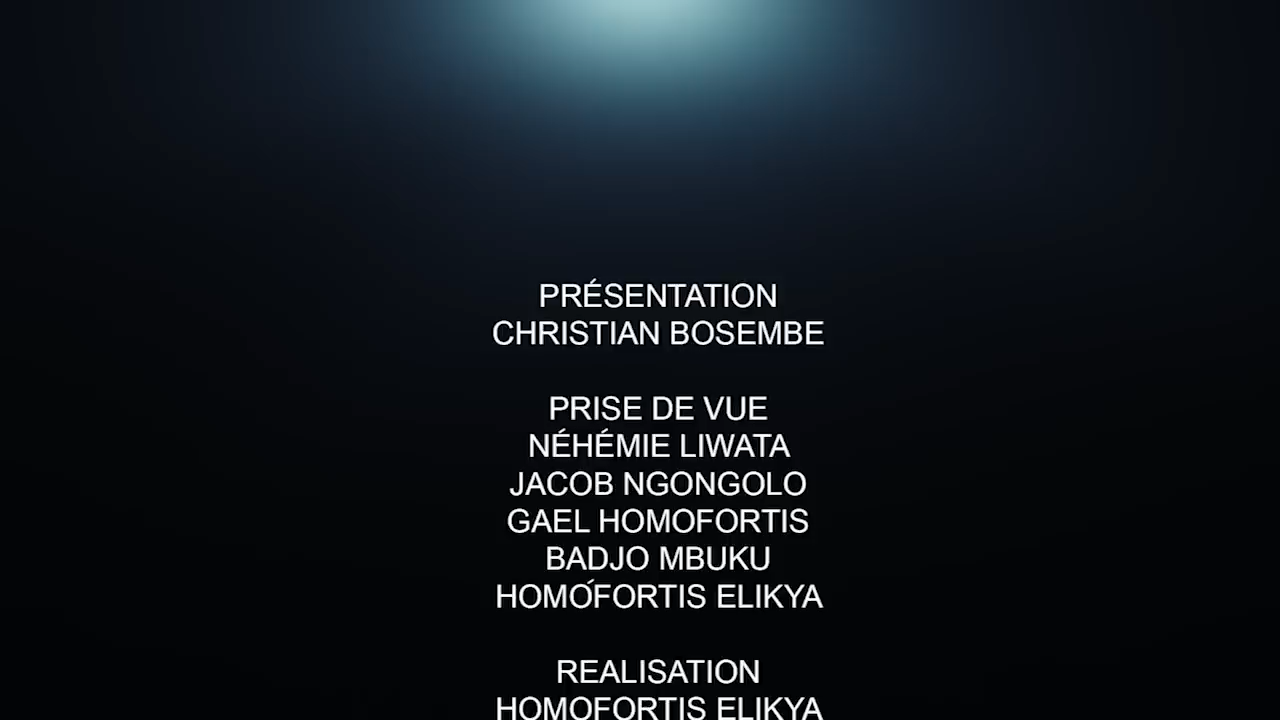 PRÉSENTATION
CHRISTIAN BOSEMBE
PRISE DE VUE
NÉHÉMIE LIWATA
JACOB NGONGOLO
GAEL HOMOFORTIS
BADJO MBUKU
HOMÓFORTIS ELIKYA
REALISATION
HOMOFORTIS ELIKYA